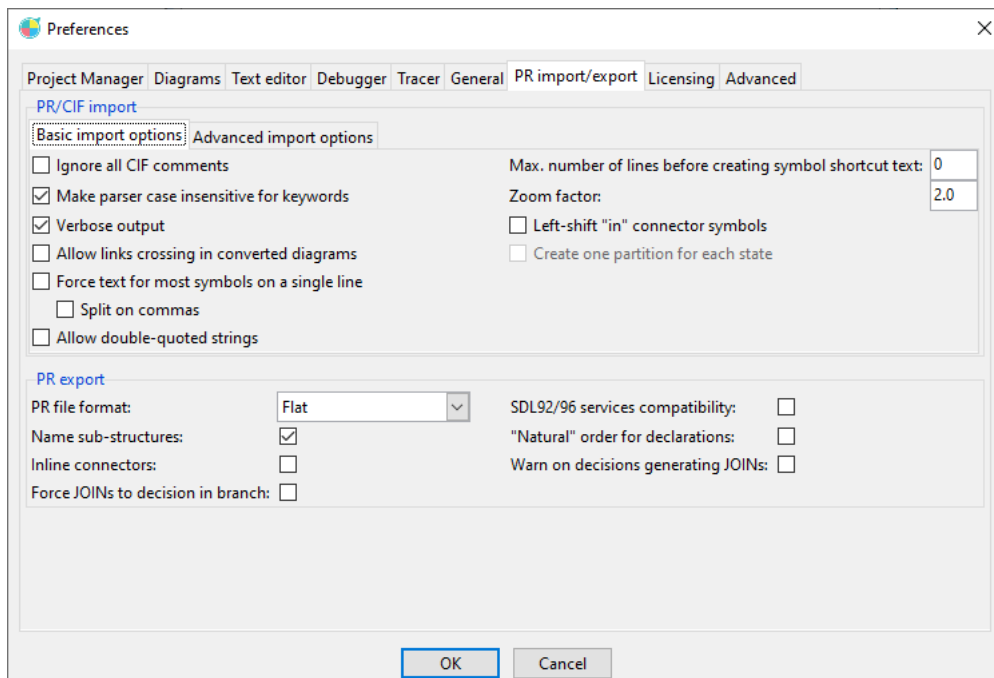 Preferences
Project Manager Diagrams Text editor Debugger Tracer General PR import/export Licensing Advanced
PR/CIF import
Basic import options Advanced import options
Ignore all CIF comments
Max. number of lines before creating symbol shortcut text: 0
Make parser case insensitive for keywords
Zoom factor: 2.0
Verbose output
Left-shift "in" connector symbols
Allow links crossing in converted diagrams
Create one partition for each state
Force text for most symbols on a single line
Split on commas
Allow double-quoted strings
PR export
PR file format: Flat
SDL92/96 services compatibility:
Name sub-structures:
"Natural" order for declarations:
Inline connectors:
Warn on decisions generating JOINs:
Force JOINs to decision in branch:
OK Cancel